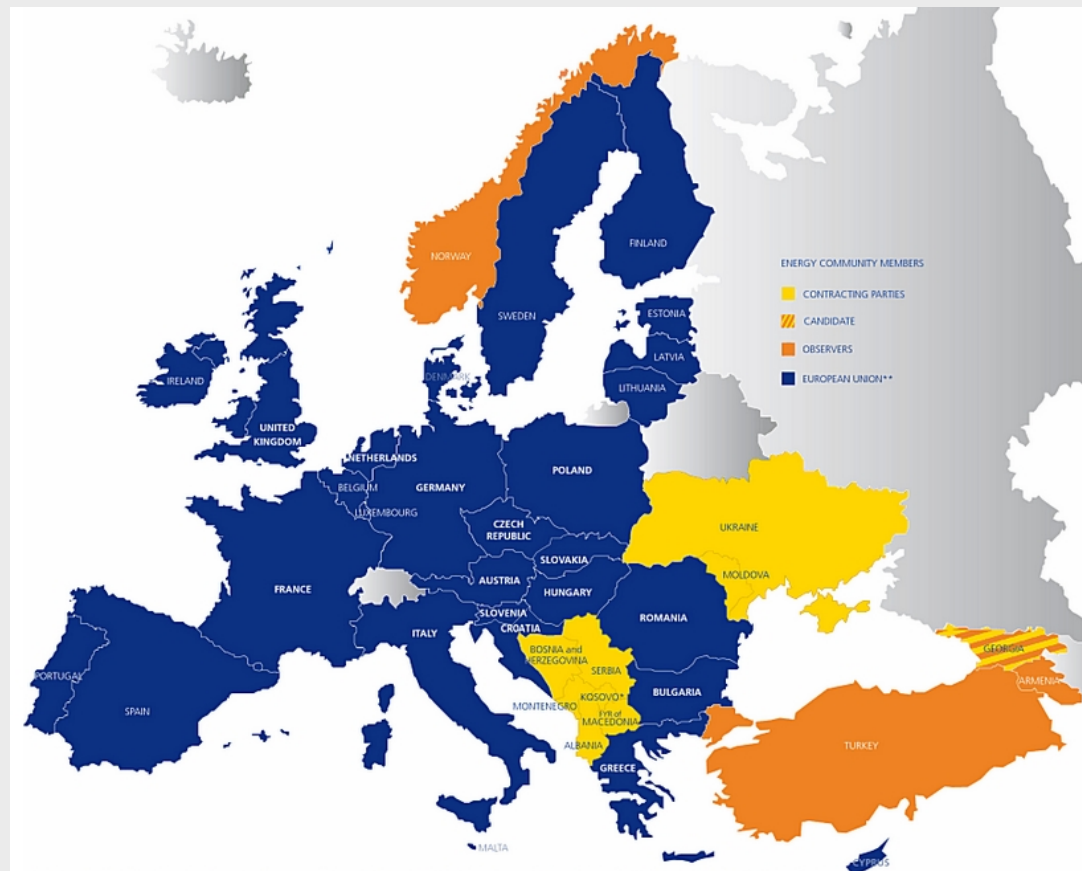 NORWAY
FINLAND
SWEDEN
ENERGY COMMUNITY MEMBERS
CONTRACTING PARTIES
CANDIDATE
OBSERVERS
EUROPEAN UNION**
ESTONIA
LATVIA
LITHUANIA
DENMARK
IRELAND
UNITED
KINGDOM
NETHERLANDS
BELGIUM
LUXEMBOURG
GERMANY
POLAND
CZECH
REPUBLIC
SLOVAKIA
UKRAINE
MOLDOVA
FRANCE
AUSTRIA
HUNGARY
SLOVENIA
CROATIA
ITALY
ROMANIA
BOSNIA and
HERZEGOVINA
SERBIA
GEORGIA
ARMENIA
PORTUGAL
SPAIN
MONTENEGRO
KOSOVO*
BULGARIA
FYR of
MACEDONIA
ALBANIA
GREECE
TURKEY
MALTA
CYPRUS